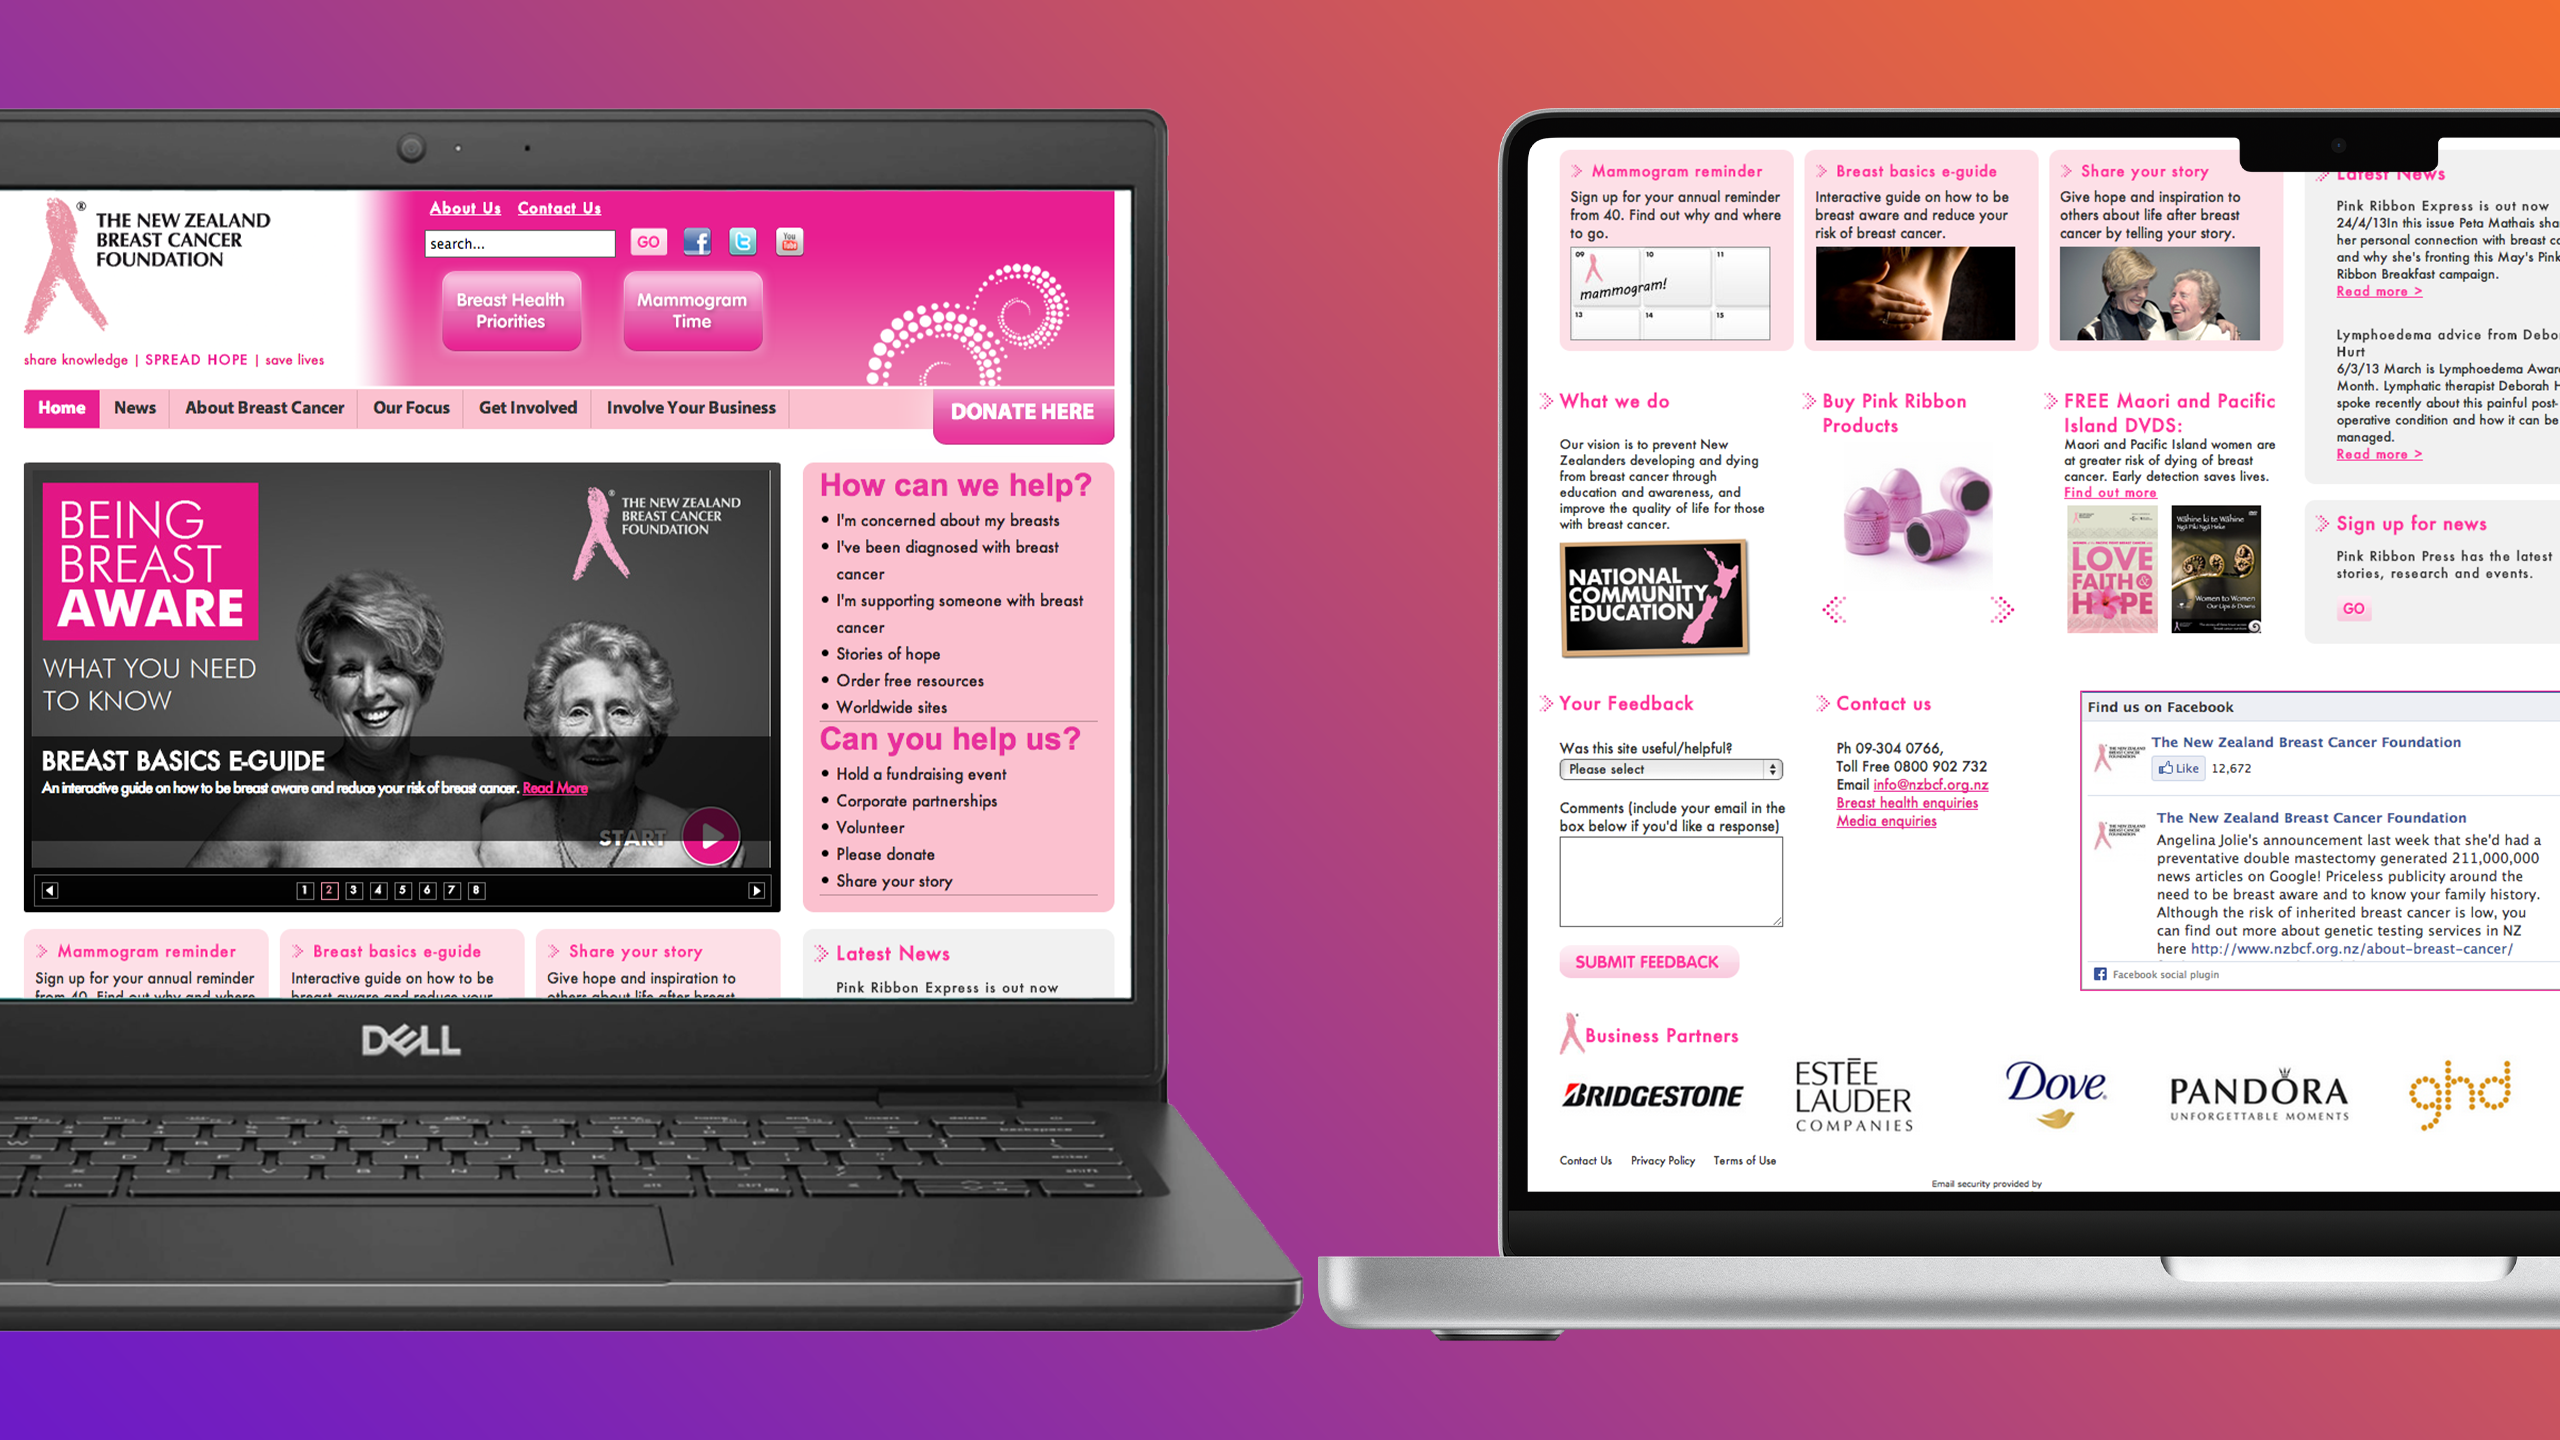 THE NEW ZEALAND
BREAST CANCER
FOUNDATION
®
share knowledge | SPREAD HOPE | save lives
About Us Contact Us
search...
GO
You
Tube
Breast Health
Priorities
Mammogram
Time
Home News About Breast Cancer Our Focus Get Involved Involve Your Business
DONATE HERE
BEING
BREAST
AWARE
WHAT YOU NEED
TO KNOW
THE NEW ZEALAND
BREAST CANCER
FOUNDATION
BREAST BASICS E-GUIDE
An interactive guide on how to be breast aware and reduce your risk of breast cancer. Read More
START
1 2 3 4 5 6 7 8
How can we help?
• I'm concerned about my breasts
• I've been diagnosed with breast
cancer
• I'm supporting someone with breast
cancer
• Stories of hope
• Order free resources
• Worldwide sites
Can you help us?
• Hold a fundraising event
• Corporate partnerships
• Volunteer
• Please donate
• Share your story
Mammogram reminder
Sign up for your annual reminder
from 40. Find out why and where
Breast basics e-guide
Interactive guide on how to be
breast aware and reduce your
Share your story
Give hope and inspiration to
others about life after breast
Latest News
Pink Ribbon Express is out now
DELL
Mammogram reminder
Sign up for your annual reminder
from 40. Find out why and where
to go.
09 10 11
mammogram!
13 14 15
Breast basics e-guide
Interactive guide on how to be
breast aware and reduce your
risk of breast cancer.
Share your story
Give hope and inspiration to
others about life after breast
cancer by telling your story.
Latest News
Pink Ribbon Express is out now
24/4/13In this issue Peta Mathais sha
her personal connection with breast ca
and why she's fronting this May's Pink
Ribbon Breakfast campaign.
Read more >
Lymphoedema advice from Debo
Hurt
6/3/13 March is Lymphoedema Awar
Month. Lymphatic therapist Deborah H
spoke recently about this painful post-
operative condition and how it can be
managed.
Read more >
What we do
Our vision is to prevent New
Zealanders developing and dying
from breast cancer through
education and awareness, and
improve the quality of life for those
with breast cancer.
NATIONAL
COMMUNITY
EDUCATION
Buy Pink Ribbon
Products
FREE Maori and Pacific
Island DVDS:
Maori and Pacific Island women are
at greater risk of dying of breast
cancer. Early detection saves lives.
Find out more
LOVE
FAITH &
HOPE
Wāhine ki te Wāhine
Ngā Piki Ngā Heke
Women to Women
Our Ups & Downs
Sign up for news
Pink Ribbon Press has the latest
stories, research and events.
GO
Your Feedback
Was this site useful/helpful?
Please select
Comments (include your email in the
box below if you'd like a response)
SUBMIT FEEDBACK
Contact us
Ph 09-304 0766,
Toll Free 0800 902 732
Email info@nzbcf.org.nz
Breast health enquiries
Media enquiries
Find us on Facebook
The New Zealand Breast Cancer Foundation
Like 12,672
The New Zealand Breast Cancer Foundation
Angelina Jolie's announcement last week that she'd had a
preventative double mastectomy generated 211,000,000
news articles on Google! Priceless publicity around the
need to be breast aware and to know your family history.
Although the risk of inherited breast cancer is low, you
can find out more about genetic testing services in NZ
here http://www.nzbcf.org.nz/about-breast-cancer/
Facebook social plugin
Business Partners
BRIDGESTONE
ESTĒE
LAUDER
COMPANIES
Dove
PANDÓRA
UNFORGETTABLE MOMENTS
ghd
Contact Us Privacy Policy Terms of Use
Email security provided by